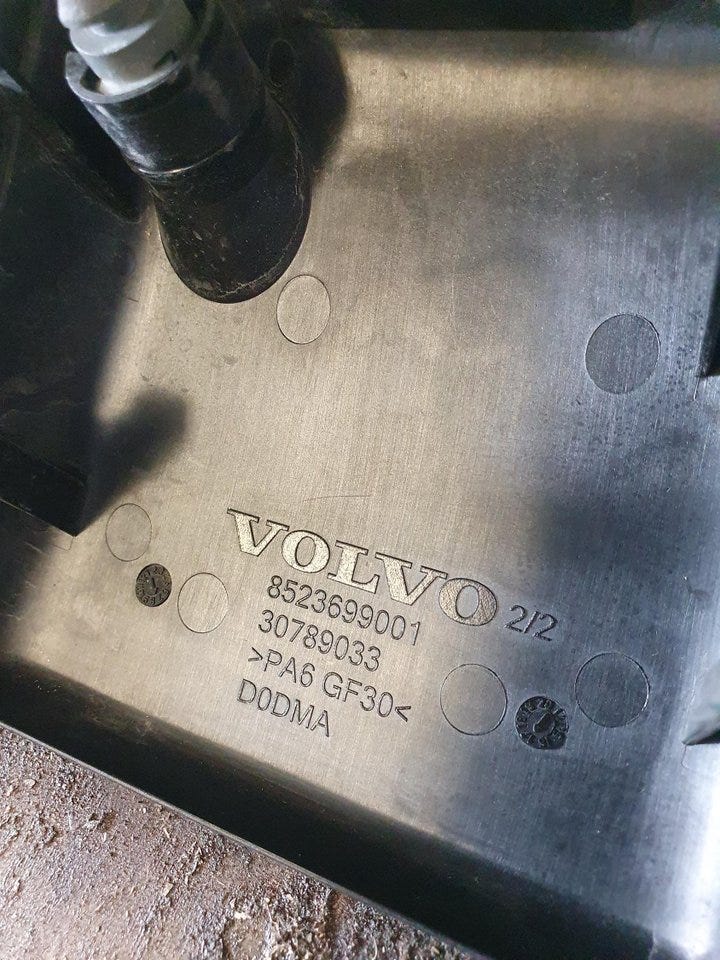 VOLVO 2/2
8523699001
30789033
>PA6 GF30<
D0DMA